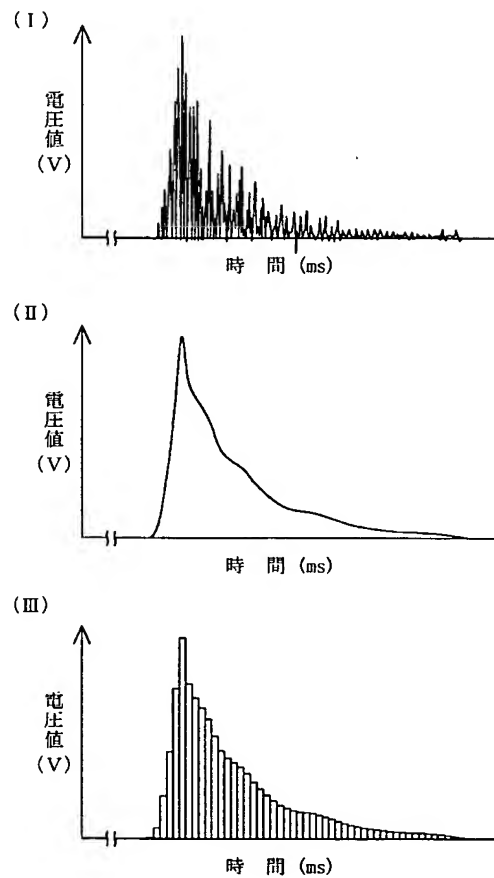 (I)
電圧値
(V)
時 間 (ms)
(II)
電圧値
(V)
時 間 (ms)
(III)
電圧値
(V)
時 間 (ms)